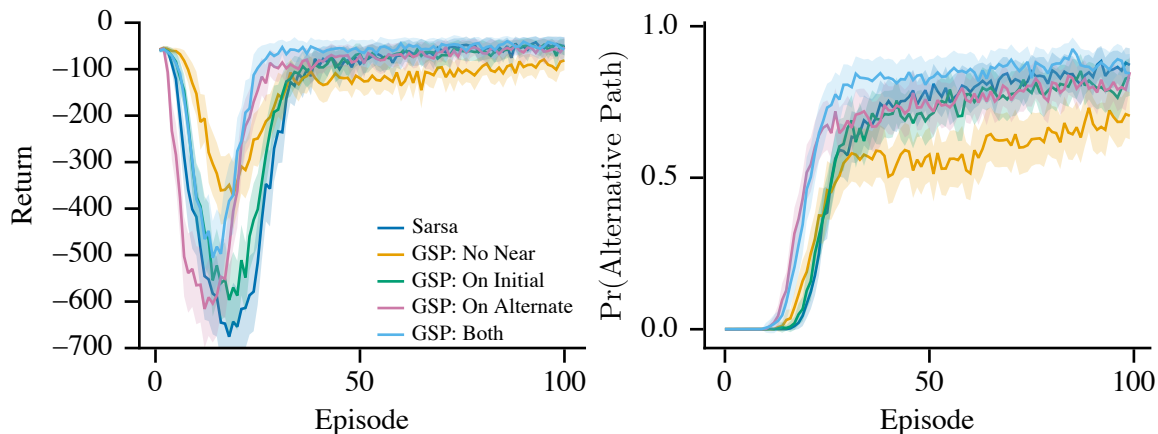 0
−100
−200
−300
−400
−500
−600
−700
Return
Sarsa
GSP: No Near
GSP: On Initial
GSP: On Alternate
GSP: Both
0
50
100
Episode
1.0
0.5
0.0
Pr(Alternative Path)
0
50
100
Episode